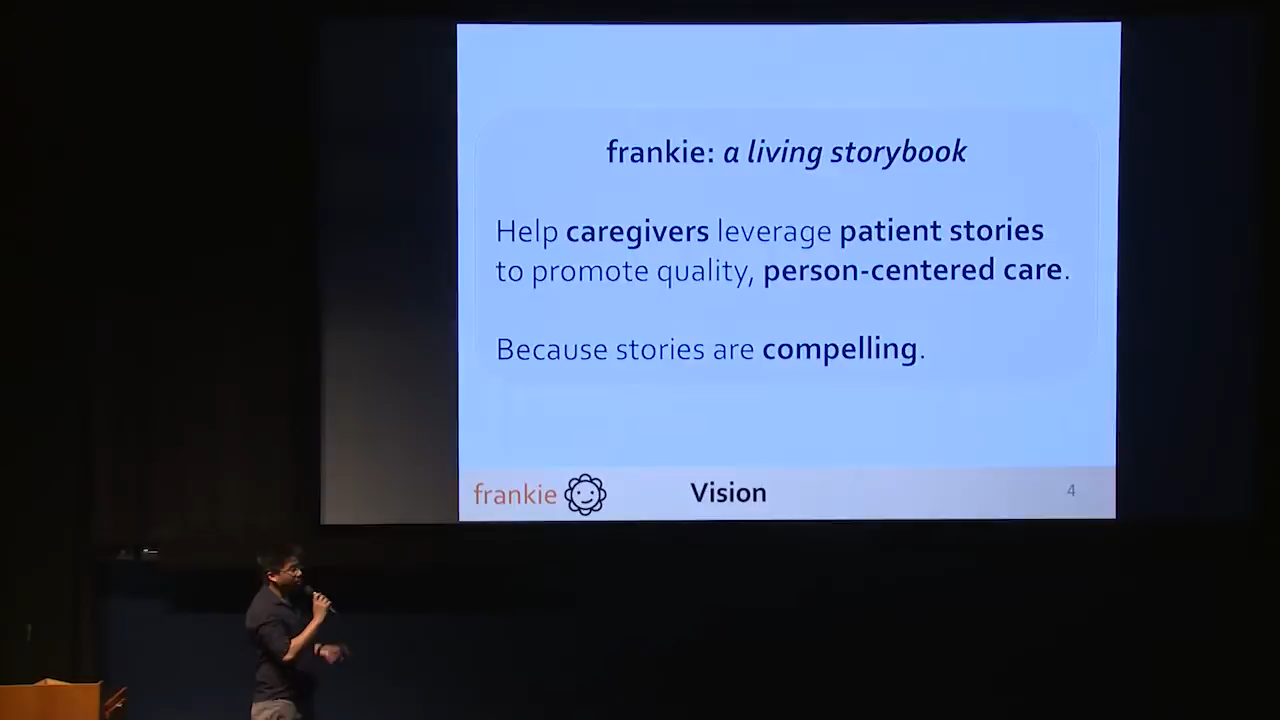 frankie: a living storybook
Help caregivers leverage patient stories
to promote quality, person-centered care.
Because stories are compelling.
frankie
Vision
4